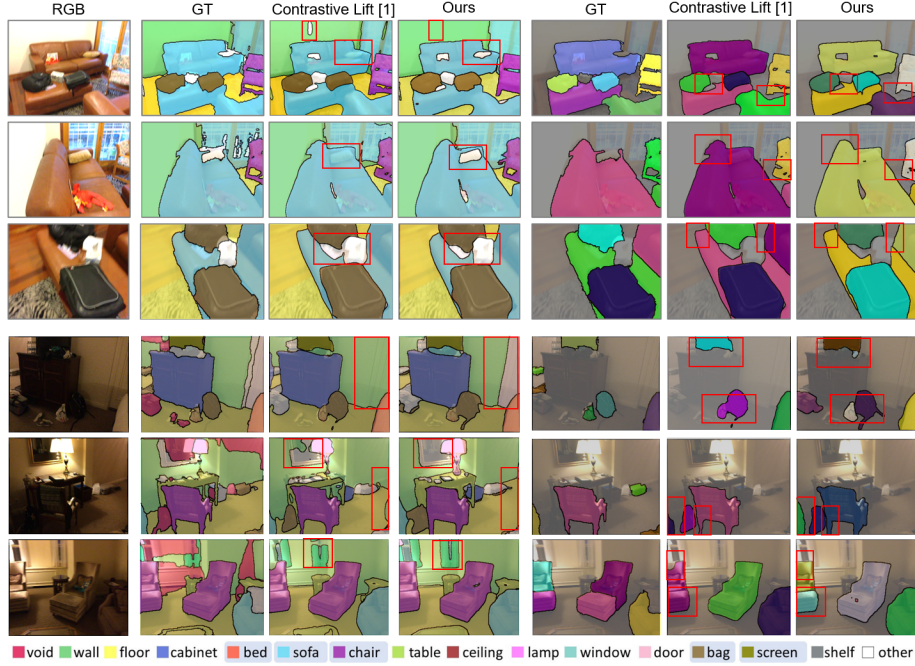 RGB GT Contrastive Lift [1] Ours GT Contrastive Lift [1] Ours
void wall floor cabinet bed sofa chair table ceiling lamp window door bag screen shelf other